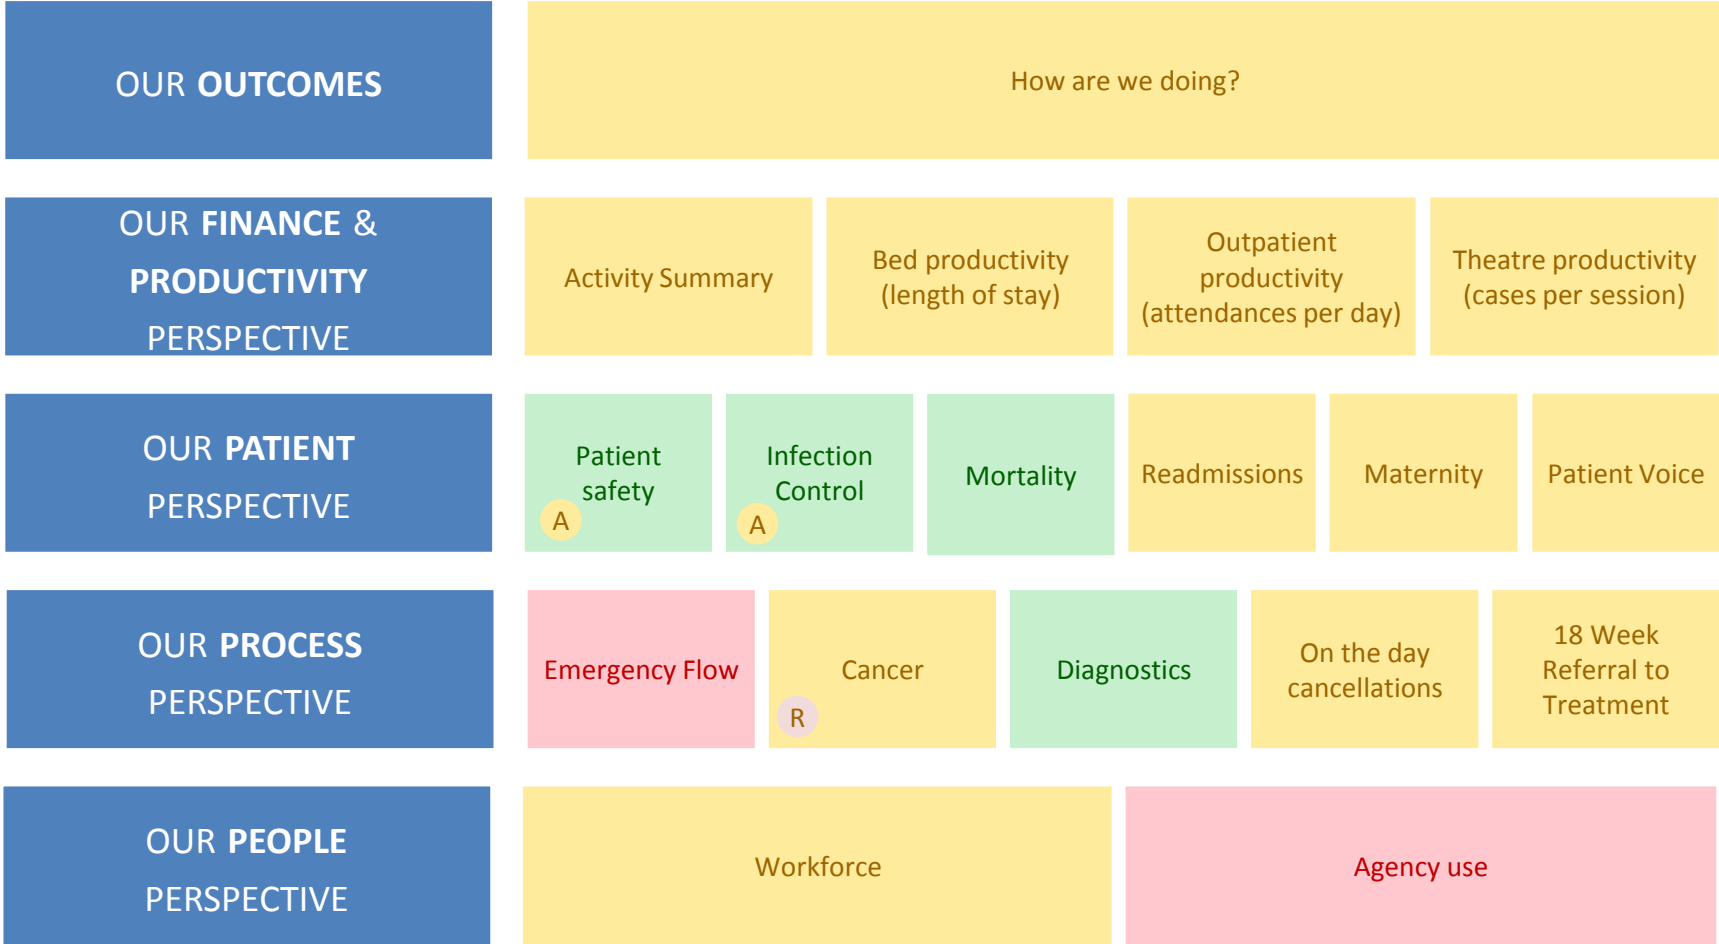 OUR OUTCOMES
How are we doing?
OUR FINANCE &
PRODUCTIVITY
PERSPECTIVE
Activity Summary
Bed productivity
(length of stay)
Outpatient
productivity
(attendances per day)
Theatre productivity
(cases per session)
OUR PATIENT
PERSPECTIVE
Patient
safety
A
Infection
Control
A
Mortality
Readmissions
Maternity
Patient Voice
OUR PROCESS
PERSPECTIVE
Emergency Flow
Cancer
R
Diagnostics
On the day
cancellations
18 Week
Referral to
Treatment
OUR PEOPLE
PERSPECTIVE
Workforce
Agency use